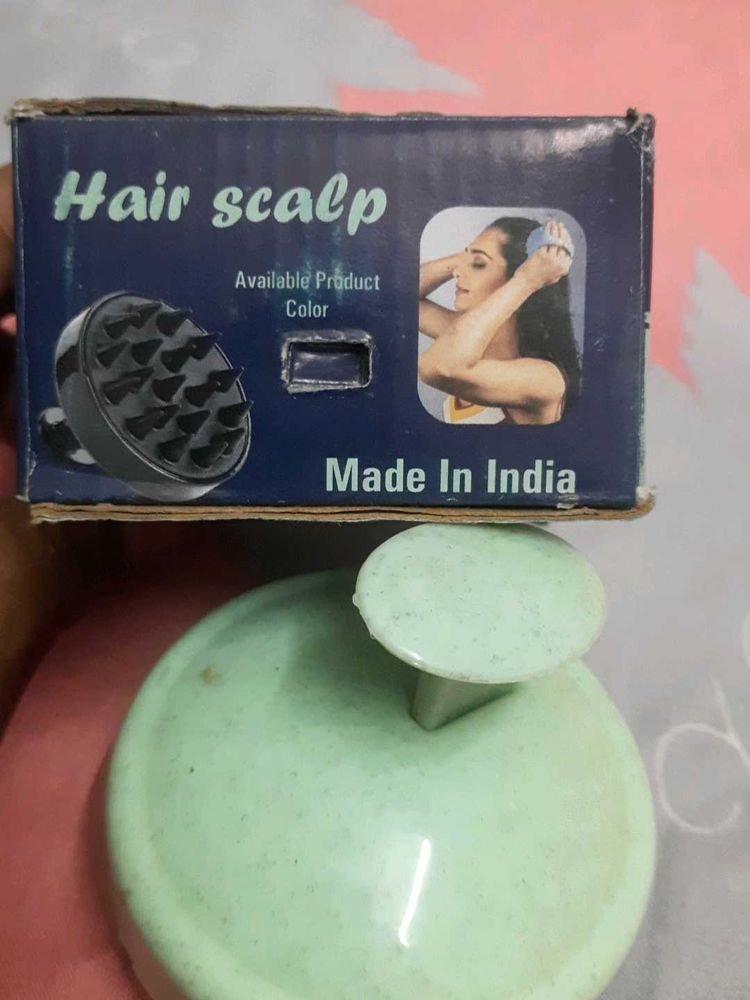 Hair scalp
Available Product
Color
Made In India